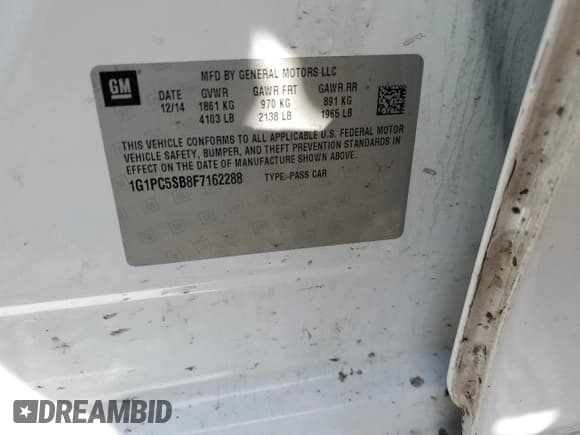 GM
MFD BY GENERAL MOTORS LLC
DATE GVWR GAWR FRT GAWR RR
12/14 1861 KG 970 KG 891 KG
4103 LB 2138 LB 1965 LB
THIS VEHICLE CONFORMS TO ALL APPLICABLE U.S. FEDERAL MOTOR
VEHICLE SAFETY, BUMPER, AND THEFT PREVENTION STANDARDS IN
EFFECT ON THE DATE OF MANUFACTURE SHOWN ABOVE.
1G1PC5SB8F7162288 TYPE: PASS CAR
DREAMBID